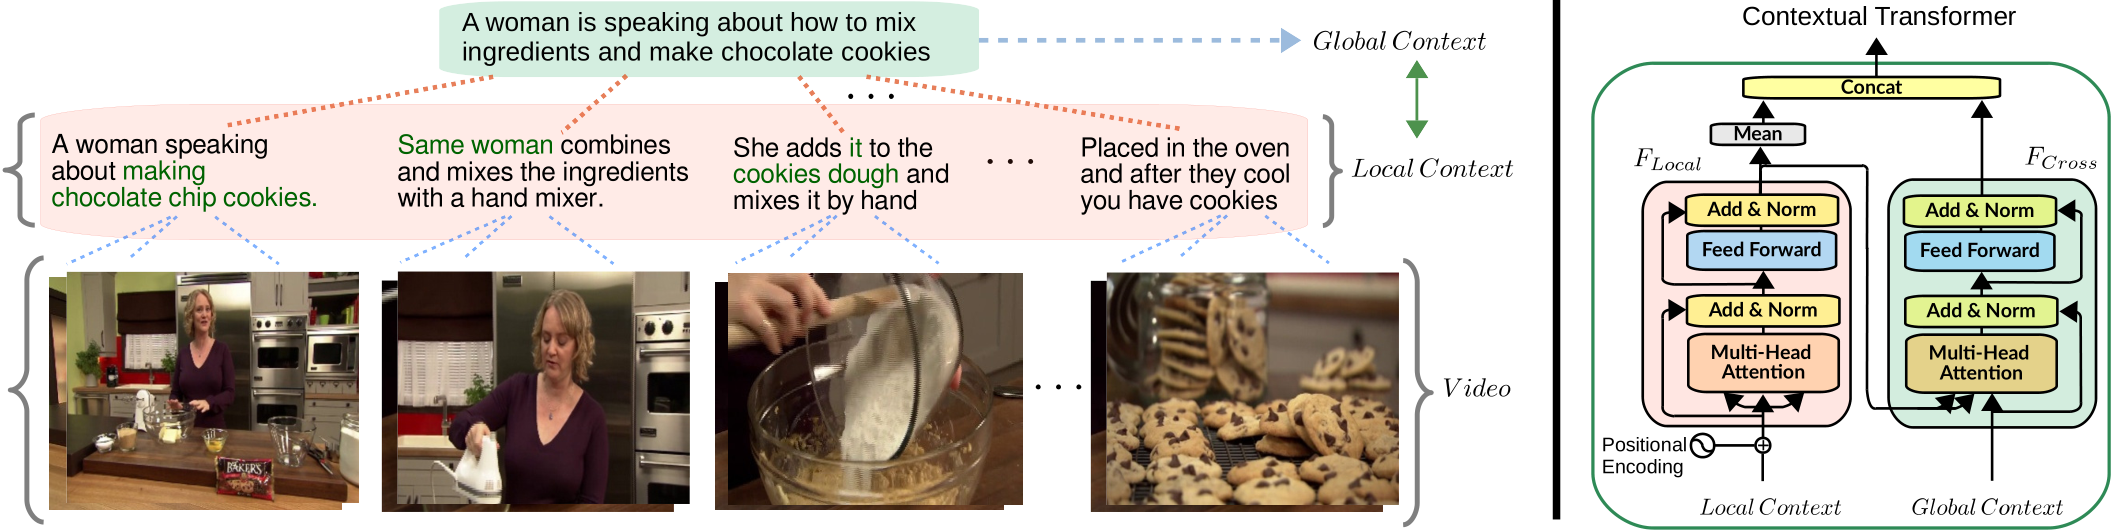 A woman is speaking about how to mix
ingredients and make chocolate cookies
Global Context
...
A woman speaking
about making
chocolate chip cookies.
Same woman combines
and mixes the ingredients
with a hand mixer.
She adds it to the
cookies dough and
mixes it by hand
...
Placed in the oven
and after they cool
you have cookies
Local Context
BAKER'S
...
Video
Contextual Transformer
Concat
Mean
F_Local
F_Cross
Add & Norm
Feed Forward
Add & Norm
Multi-Head
Attention
Add & Norm
Feed Forward
Add & Norm
Multi-Head
Attention
Positional
Encoding
+
Local Context
Global Context